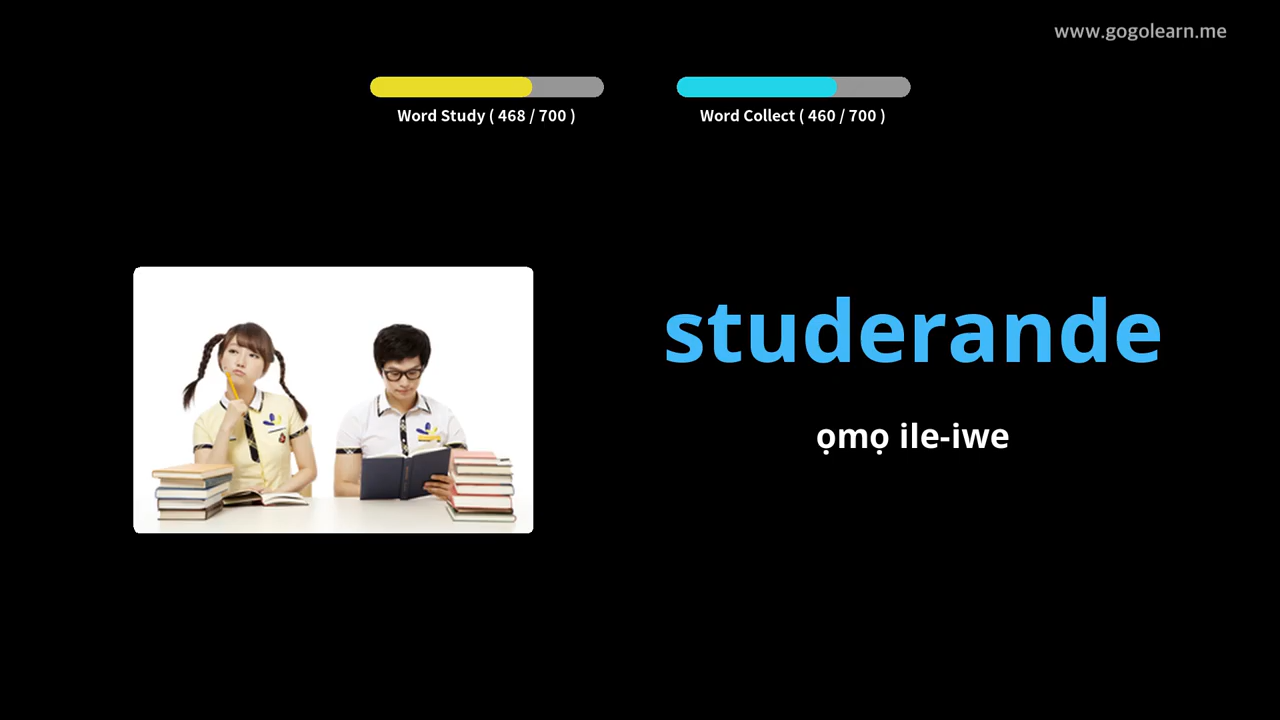 www.gogolearn.me
Word Study ( 468 / 700 )
Word Collect ( 460 / 700 )
studerande
ọmọ ile-iwe